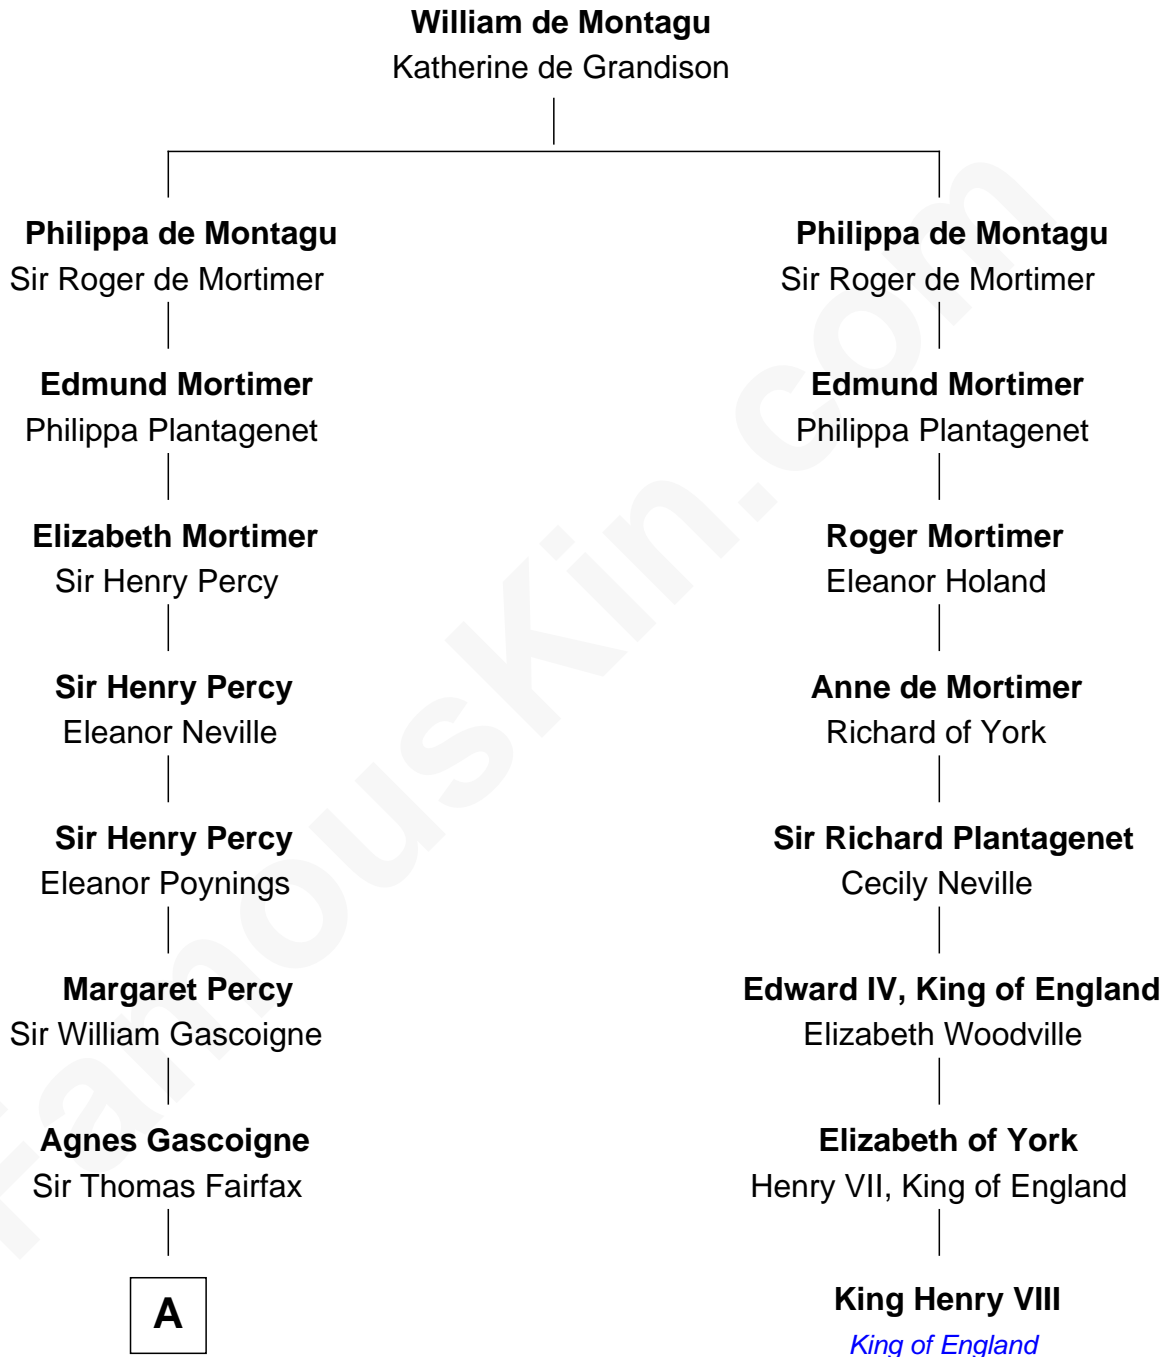 William de Montagu
Katherine de Grandison
Philippa de Montagu
Sir Roger de Mortimer
Philippa de Montagu
Sir Roger de Mortimer
Edmund Mortimer
Philippa Plantagenet
Edmund Mortimer
Philippa Plantagenet
Elizabeth Mortimer
Sir Henry Percy
Roger Mortimer
Eleanor Holand
Sir Henry Percy
Eleanor Neville
Anne de Mortimer
Richard of York
Sir Henry Percy
Eleanor Poynings
Sir Richard Plantagenet
Cecily Neville
Margaret Percy
Sir William Gascoigne
Edward IV, King of England
Elizabeth Woodville
Agnes Gascoigne
Sir Thomas Fairfax
Elizabeth of York
Henry VII, King of England
A
King Henry VIII
King of England
FamousKin.com